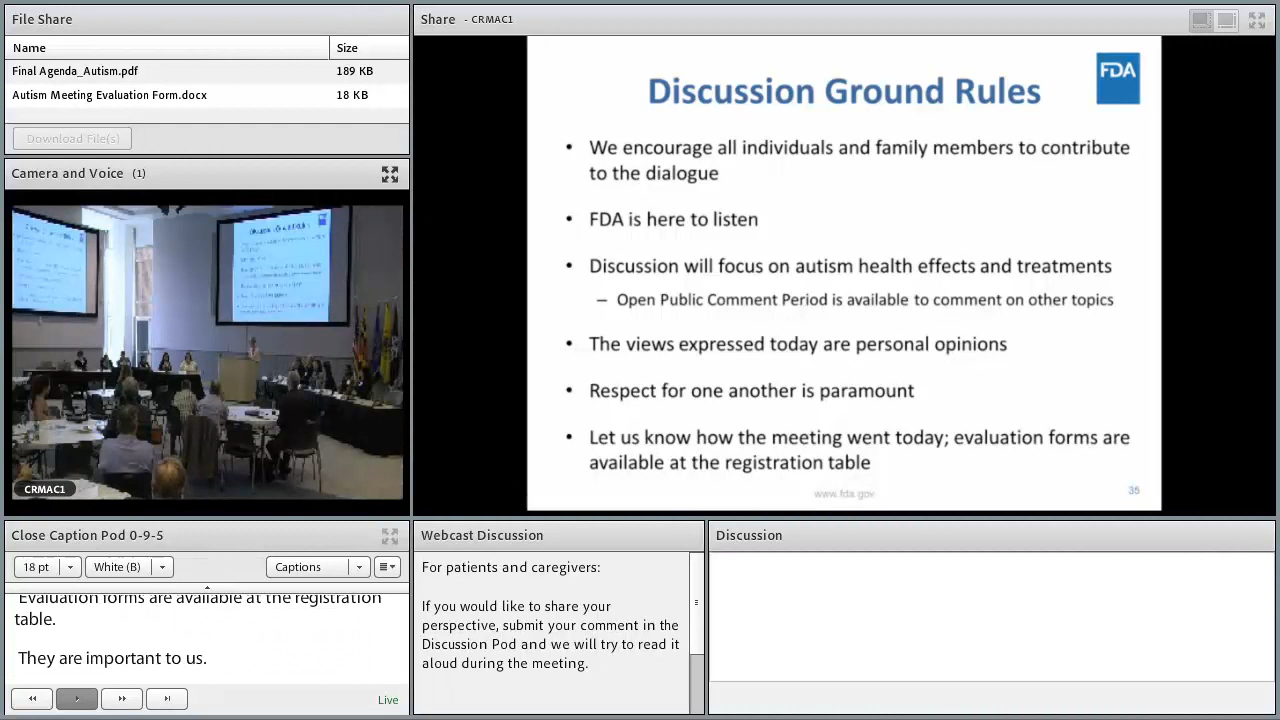 File Share
Name Size
Final Agenda_Autism.pdf 189 KB
Autism Meeting Evaluation Form.docx 18 KB
Download File(s)
Camera and Voice (1)
CRMAC1
Close Caption Pod 0-9-5
18 pt White (B) Captions
Evaluation forms are available at the registration
table.
They are important to us.
Live
Share - CRMAC1
FDA
Discussion Ground Rules
• We encourage all individuals and family members to contribute
to the dialogue
• FDA is here to listen
• Discussion will focus on autism health effects and treatments
– Open Public Comment Period is available to comment on other topics
• The views expressed today are personal opinions
• Respect for one another is paramount
• Let us know how the meeting went today; evaluation forms are
available at the registration table
www.fda.gov 35
Webcast Discussion
For patients and caregivers:
If you would like to share your
perspective, submit your comment in the
Discussion Pod and we will try to read it
aloud during the meeting.
Discussion